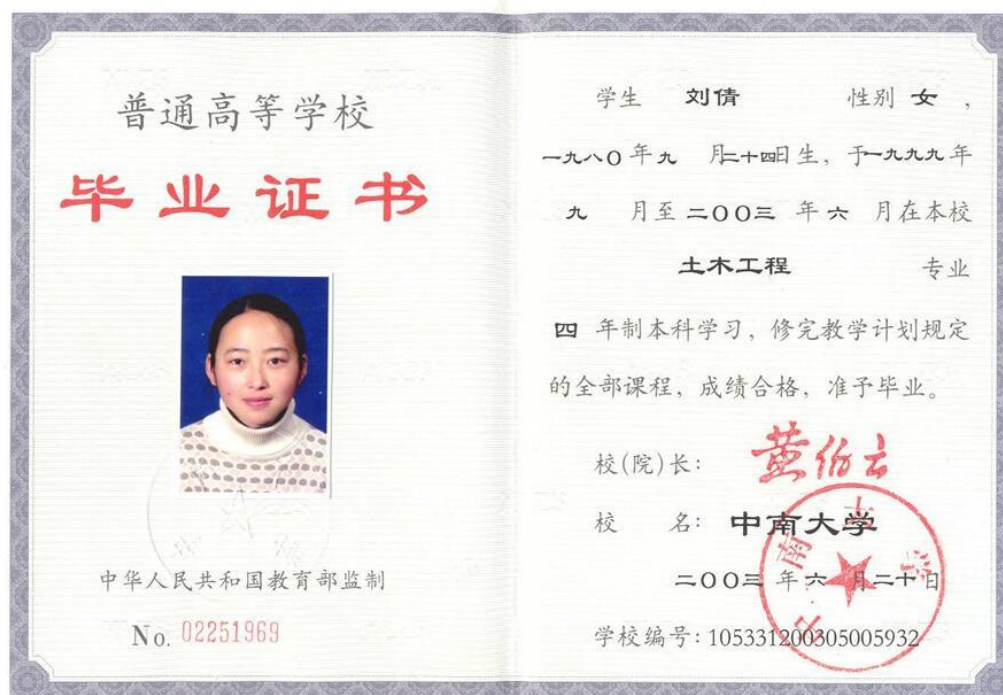 普通高等学校
毕业证书
中华人民共和国教育部监制
No. 02251969
学生 刘倩 性别 女,
一九八〇年九 月二十四日生, 于一九九九年
九 月至二〇〇三 年 六 月在本校
土木工程 专业
四 年制本科学习, 修完教学计划规定
的全部课程, 成绩合格, 准予毕业。
校(院)长: 黄伯云
校 名: 中南大学
二〇〇三 年 六 月二十日
学校编号: 105331200305005932
中南大学